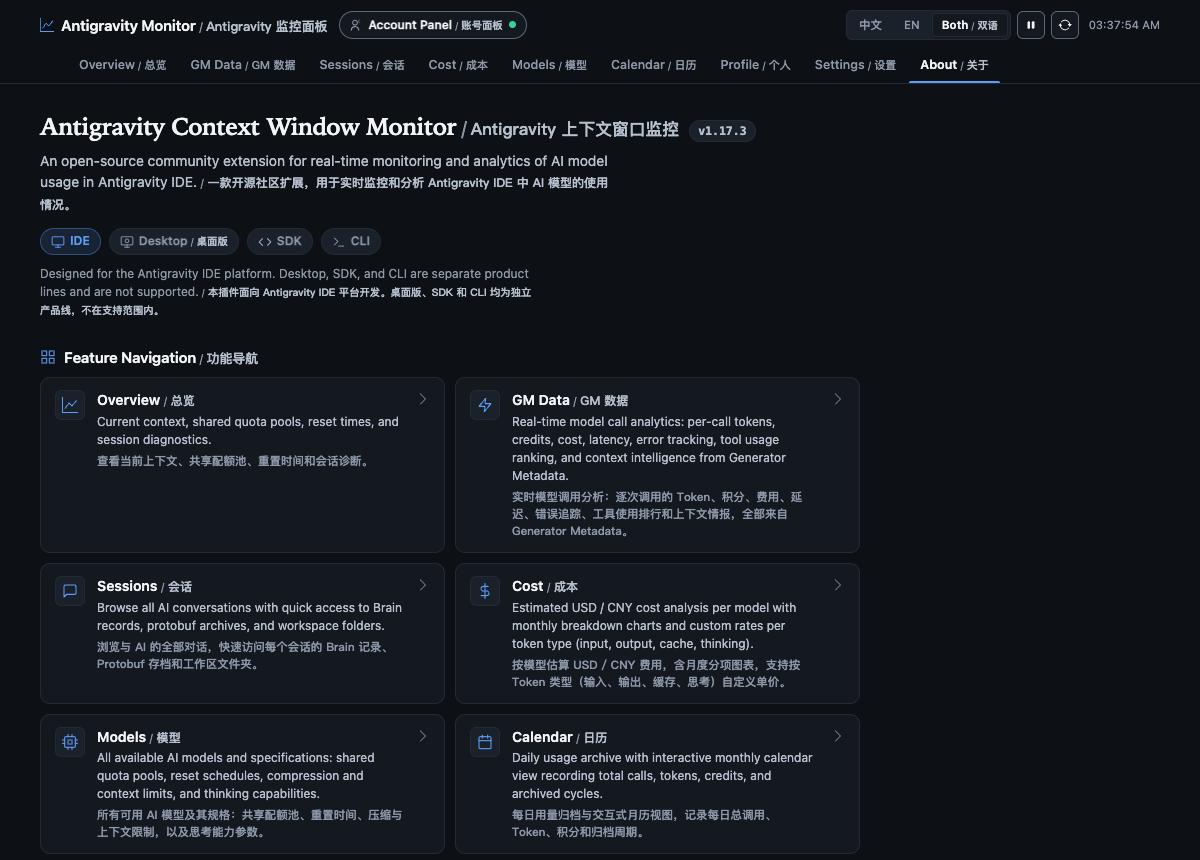 Antigravity Monitor / Antigravity 监控面板
Account Panel / 账号面板
中文 EN Both / 双语
03:37:54 AM
Overview / 总览 GM Data / GM 数据 Sessions / 会话 Cost / 成本 Models / 模型 Calendar / 日历 Profile / 个人 Settings / 设置 About / 关于
Antigravity Context Window Monitor / Antigravity 上下文窗口监控 v1.17.3
An open-source community extension for real-time monitoring and analytics of AI model
usage in Antigravity IDE. / 一款开源社区扩展，用于实时监控和分析 Antigravity IDE 中 AI 模型的使用
情况。
IDE Desktop / 桌面版 SDK CLI
Designed for the Antigravity IDE platform. Desktop, SDK, and CLI are separate product
lines and are not supported. / 本插件面向 Antigravity IDE 平台开发。桌面版、SDK 和 CLI 均为独立
产品线，不在支持范围内。
Feature Navigation / 功能导航
Overview / 总览
Current context, shared quota pools, reset times, and
session diagnostics.
查看当前上下文、共享配额池、重置时间和会话诊断。
GM Data / GM 数据
Real-time model call analytics: per-call tokens,
credits, cost, latency, error tracking, tool usage
ranking, and context intelligence from Generator
Metadata.
实时模型调用分析：逐次调用的 Token、积分、费用、延
迟、错误追踪、工具使用排行和上下文情报，全部来自
Generator Metadata。
Sessions / 会话
Browse all AI conversations with quick access to Brain
records, protobuf archives, and workspace folders.
浏览与 AI 的全部对话，快速访问每个会话的 Brain 记录、
Protobuf 存档和工作区文件夹。
Cost / 成本
Estimated USD / CNY cost analysis per model with
monthly breakdown charts and custom rates per
token type (input, output, cache, thinking).
按模型估算 USD / CNY 费用，含月度分项图表，支持按
Token 类型（输入、输出、缓存、思考）自定义单价。
Models / 模型
All available AI models and specifications: shared
quota pools, reset schedules, compression and
context limits, and thinking capabilities.
所有可用 AI 模型及其规格：共享配额池、重置时间、压缩与
上下文限制，以及思考能力参数。
Calendar / 日历
Daily usage archive with interactive monthly calendar
view recording total calls, tokens, credits, and
archived cycles.
每日用量归档与交互式月历视图，记录每日总调用、
Token、积分和归档周期。